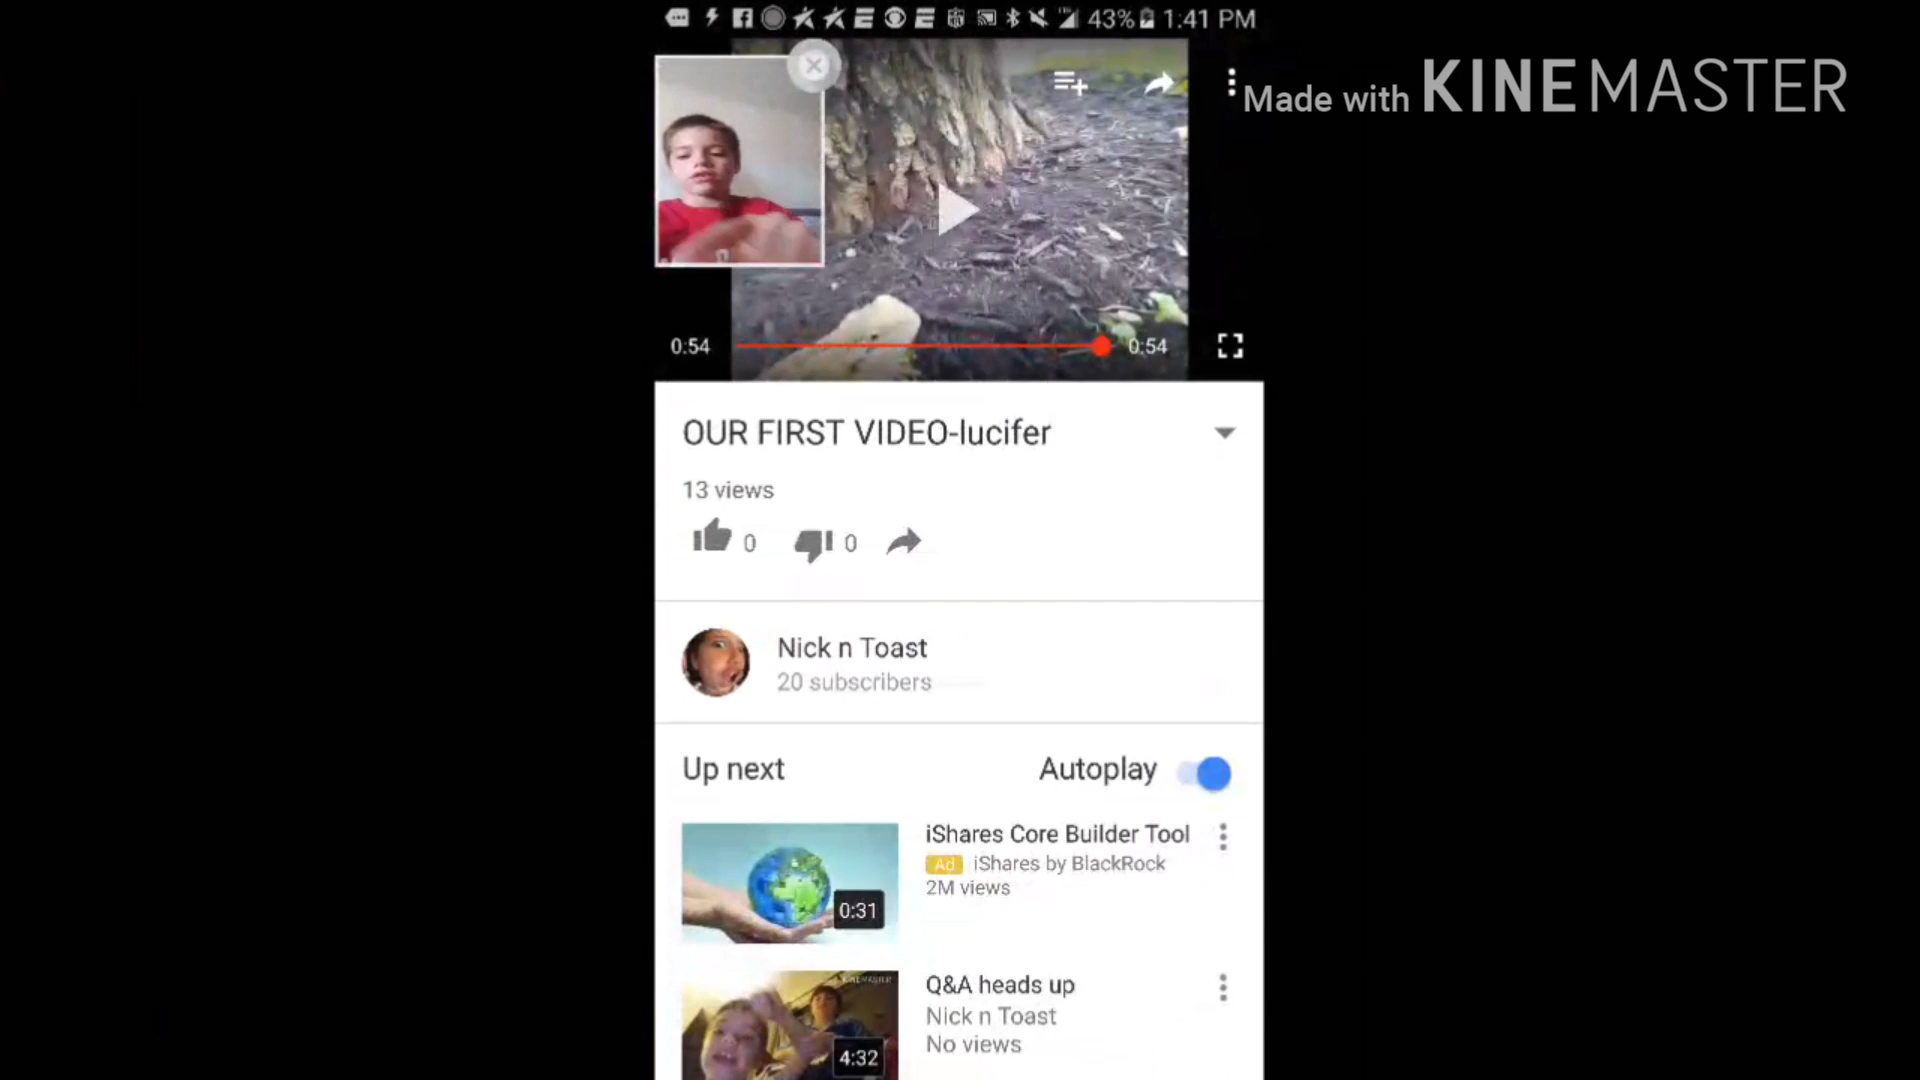 43% 1:41 PM
Made with KINEMASTER
0:54
0:54
OUR FIRST VIDEO-lucifer
13 views
0
0
Nick n Toast
20 subscribers
Up next
Autoplay
iShares Core Builder Tool
Ad iShares by BlackRock
2M views
0:31
Q&A heads up
Nick n Toast
No views
KINEMASTER
4:32